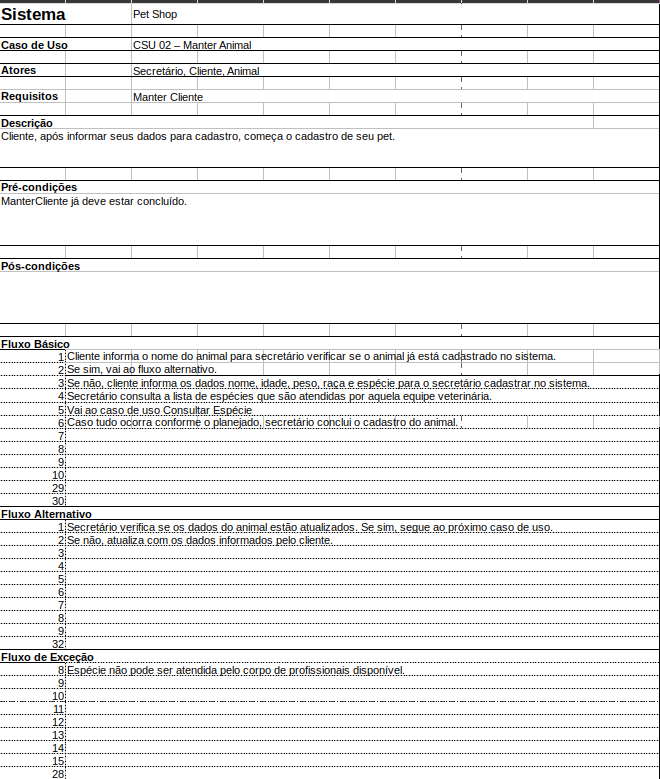 Sistema Pet Shop
Caso de Uso CSU 02 – Manter Animal
Atores Secretário, Cliente, Animal
Requisitos Manter Cliente
Descrição
Cliente, após informar seus dados para cadastro, começa o cadastro de seu pet.
Pré-condições
ManterCliente já deve estar concluído.
Pós-condições
Fluxo Básico
1 Cliente informa o nome do animal para secretário verificar se o animal já está cadastrado no sistema.
2 Se sim, vai ao fluxo alternativo.
3 Se não, cliente informa os dados nome, idade, peso, raça e espécie para o secretário cadastrar no sistema.
4 Secretário consulta a lista de espécies que são atendidas por aquela equipe veterinária.
5 Vai ao caso de uso Consultar Espécie
6 Caso tudo ocorra conforme o planejado, secretário conclui o cadastro do animal.
7
8
9
10
29
30
Fluxo Alternativo
1 Secretário verifica se os dados do animal estão atualizados. Se sim, segue ao próximo caso de uso.
2 Se não, atualiza com os dados informados pelo cliente.
3
4
5
6
7
8
9
32
Fluxo de Exceção
8 Espécie não pode ser atendida pelo corpo de profissionais disponível.
9
10
11
12
13
14
15
28